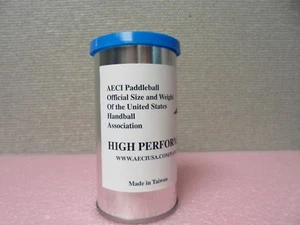 AECI Paddleball
Official Size and Weight
Of the United States
Handball
Association
HIGH PERFORM
Made in Taiwan